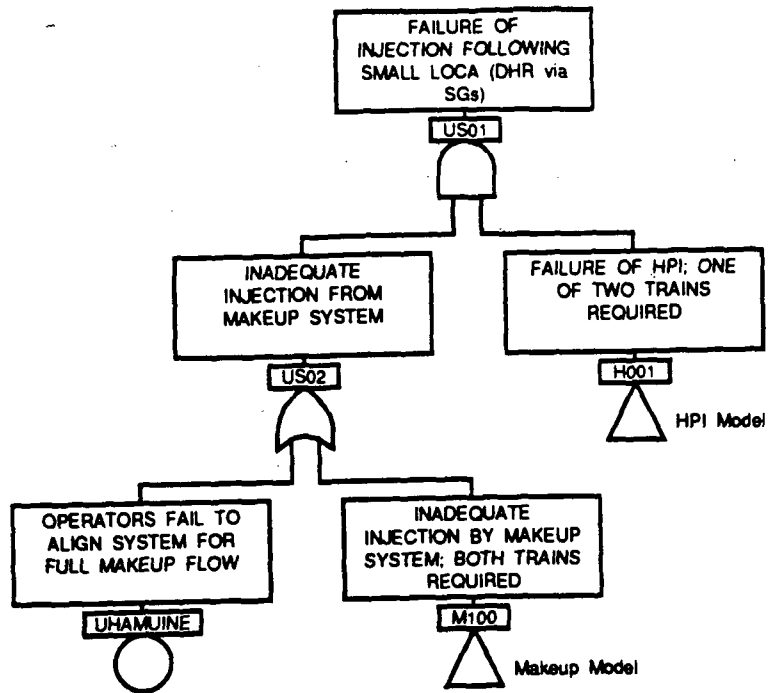 FAILURE OF
INJECTION FOLLOWING
SMALL LOCA (DHR via
SGs)
US01
INADEQUATE
INJECTION FROM
MAKEUP SYSTEM
US02
FAILURE OF HPI; ONE
OF TWO TRAINS
REQUIRED
H001
HPI Model
OPERATORS FAIL TO
ALIGN SYSTEM FOR
FULL MAKEUP FLOW
UHAMUINE
INADEQUATE
INJECTION BY MAKEUP
SYSTEM; BOTH TRAINS
REQUIRED
M100
Makeup Model